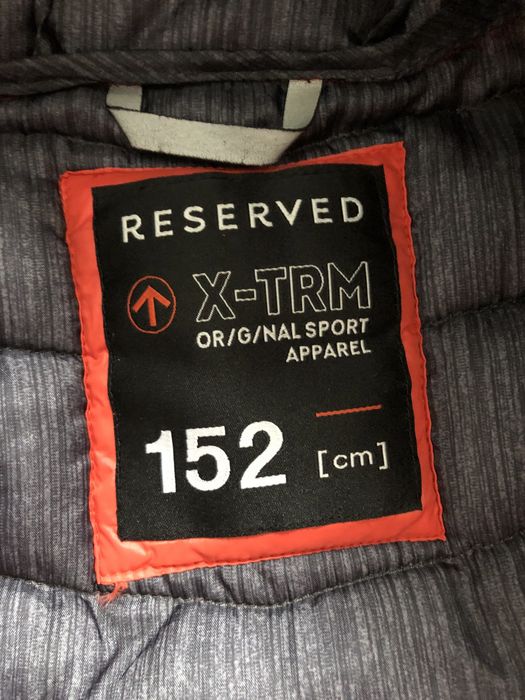 RESERVED
X-TRM
OR/G/NAL SPORT
APPAREL
152 [cm]